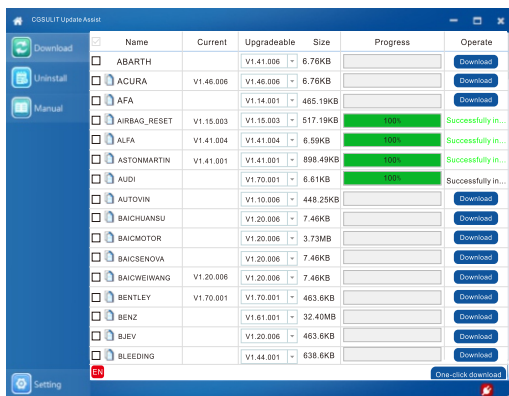 CGSULIT Update Assist
Download
Uninstall
Manual
Name Current Upgradeable Size Progress Operate
ABARTH V1.41.006 6.76KB Download
ACURA V1.46.006 V1.46.006 6.76KB Download
AFA V1.14.001 465.19KB Download
AIRBAG_RESET V1.15.003 V1.15.003 517.19KB 100% Successfully in...
ALFA V1.41.004 V1.41.004 6.59KB 100% Successfully in...
ASTONMARTIN V1.41.001 V1.41.001 898.49KB 100% Successfully in...
AUDI V1.70.001 6.61KB 100% Successfully in...
AUTOVIN V1.10.006 448.25KB Download
BAICHUANSU V1.20.006 7.46KB Download
BAICMOTOR V1.20.006 3.73MB Download
BAICSENOVA V1.20.006 7.46KB Download
BAICWEIWANG V1.20.006 V1.20.006 7.46KB Download
BENTLEY V1.70.001 V1.70.001 463.6KB Download
BENZ V1.61.001 32.40MB Download
BJEV V1.20.006 463.6KB Download
BLEEDING V1.44.001 638.6KB Download
EN One-click download
Setting